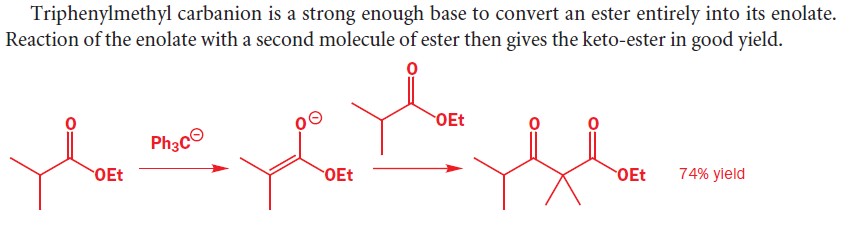 Triphenylmethyl carbanion is a strong enough base to convert an ester entirely into its enolate.
Reaction of the enolate with a second molecule of ester then gives the keto-ester in good yield.
O
OEt
Ph₃C⊖
O⊖
OEt
O
OEt
O
O
OEt
74% yield